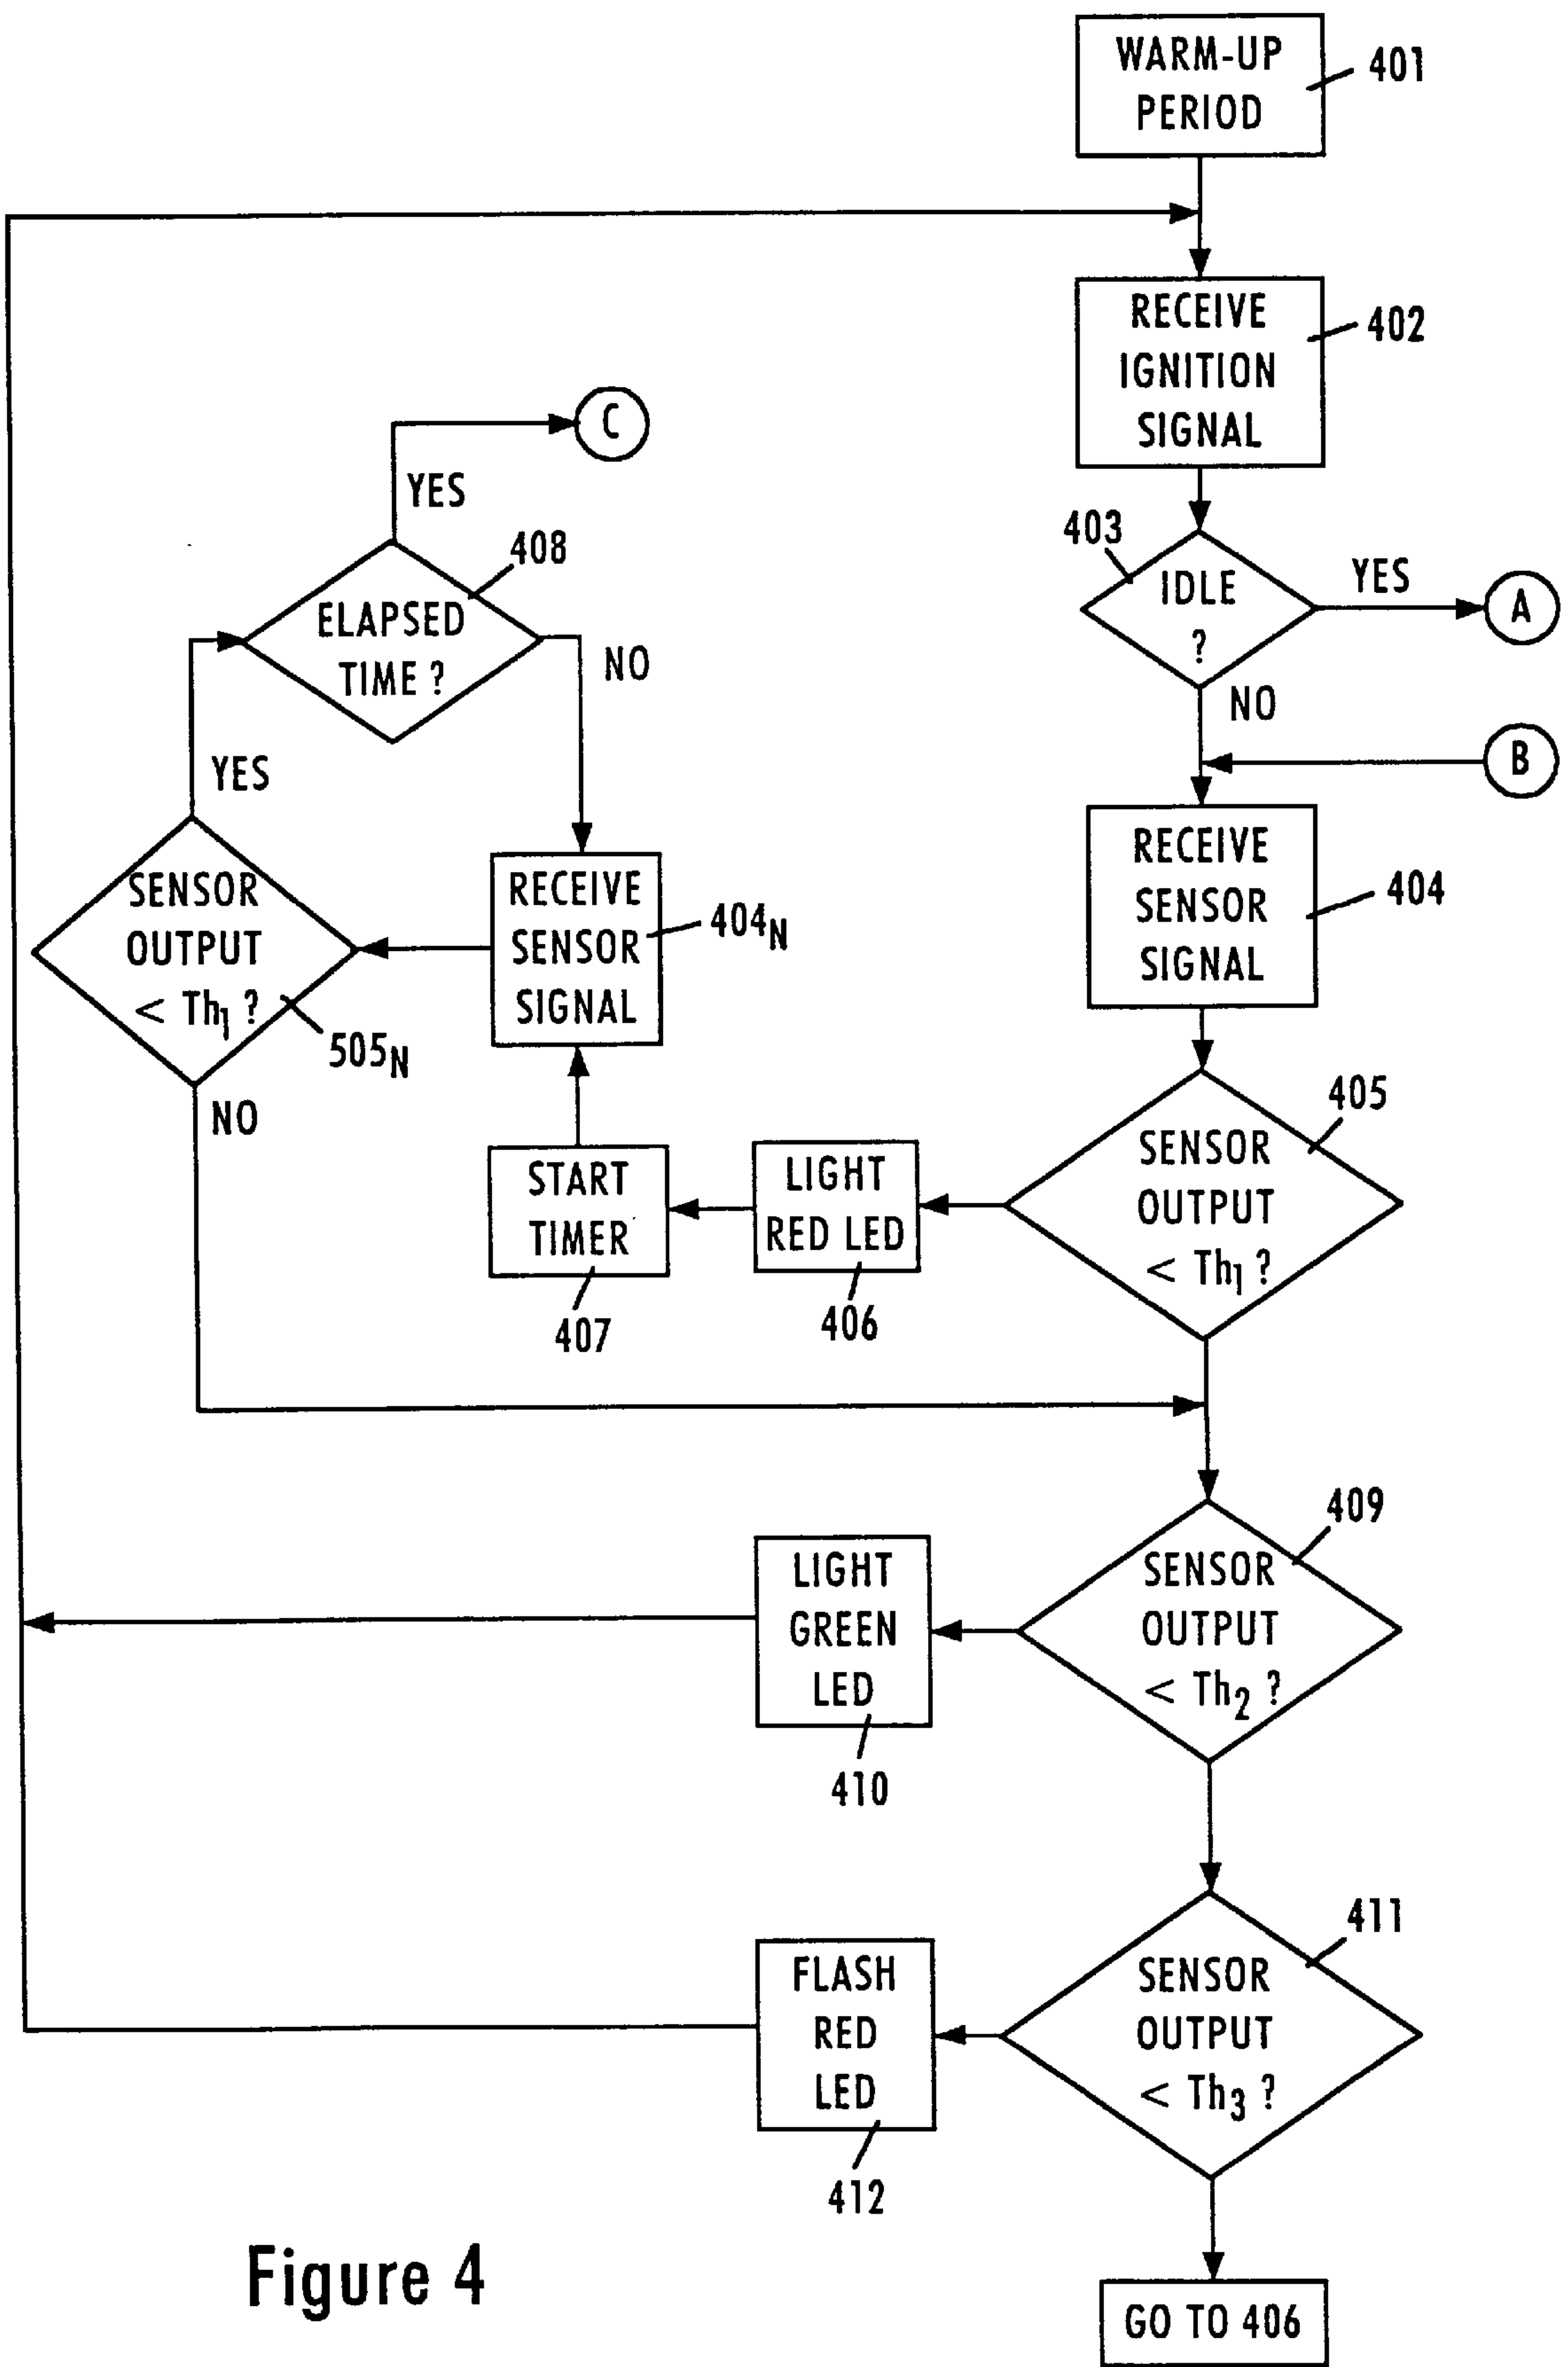 WARM-UP
PERIOD
401
RECEIVE
IGNITION
SIGNAL
402
C
YES
408
ELAPSED
TIME ?
NO
403
IDLE
?
YES
A
NO
B
YES
SENSOR
OUTPUT
< Th1 ?
505N
NO
RECEIVE
SENSOR
SIGNAL
404N
RECEIVE
SENSOR
SIGNAL
404
START
TIMER
407
LIGHT
RED LED
406
405
SENSOR
OUTPUT
< Th1 ?
409
LIGHT
GREEN
LED
410
SENSOR
OUTPUT
< Th2 ?
411
FLASH
RED
LED
412
SENSOR
OUTPUT
< Th3 ?
GO TO 406
Figure 4